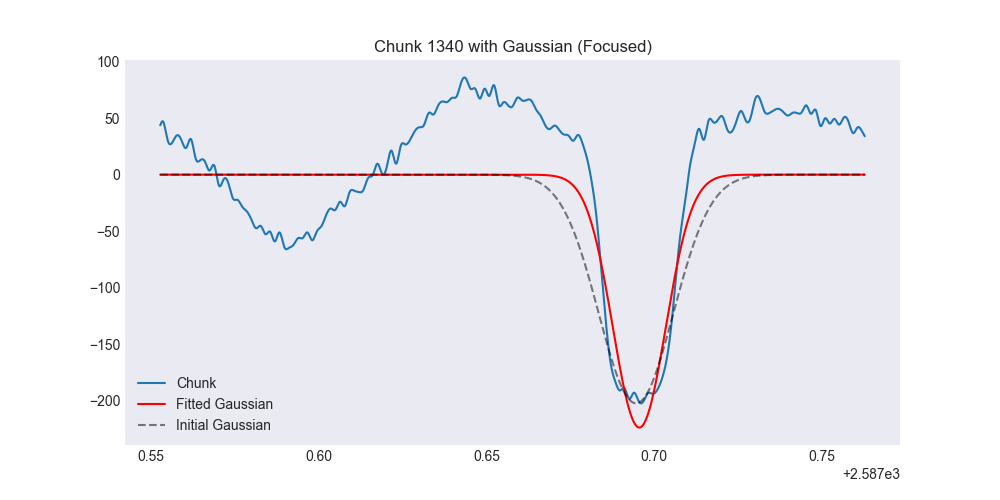 Chunk 1340 with Gaussian (Focused)
100
50
0
−50
−100
−150
−200
Chunk
Fitted Gaussian
Initial Gaussian
0.55 0.60 0.65 0.70 0.75
+2.587e3